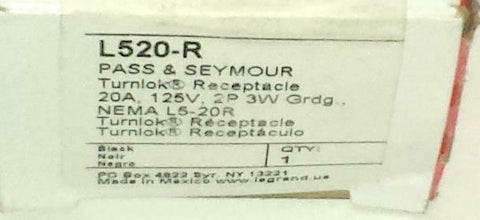 L520-R
PASS & SEYMOUR
Turnlok® Receptacle
20A, 125V, 2P 3W Grdg.,
NEMA L5-20R
Turnlok® Receptacle
Turnlok® Receptáculo
Black
Noir
Negro
QTY:
1
PO Box 4822 Syr. NY 13221
Made in Mexico www.legrand.us